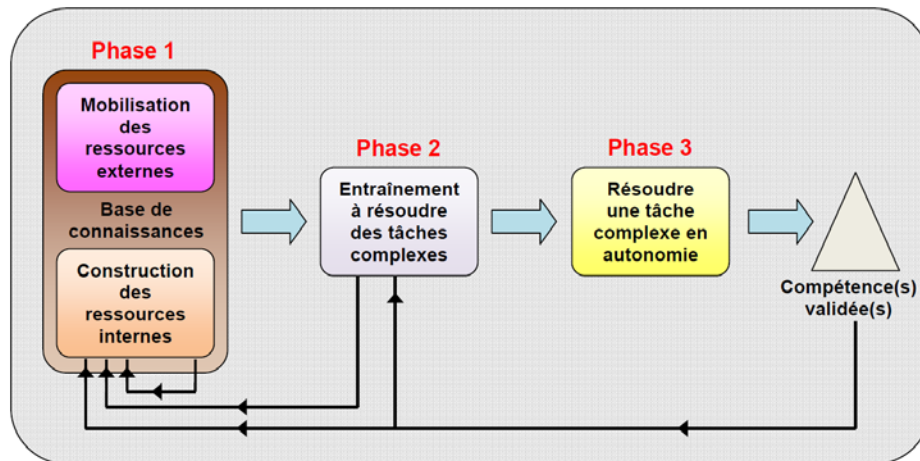 Phase 1
Mobilisation
des
ressources
externes
Base de
connaissances
Construction
des
ressources
internes
Phase 2
Entraînement
à résoudre
des tâches
complexes
Phase 3
Résoudre
une tâche
complexe en
autonomie
Compétence(s)
validée(s)